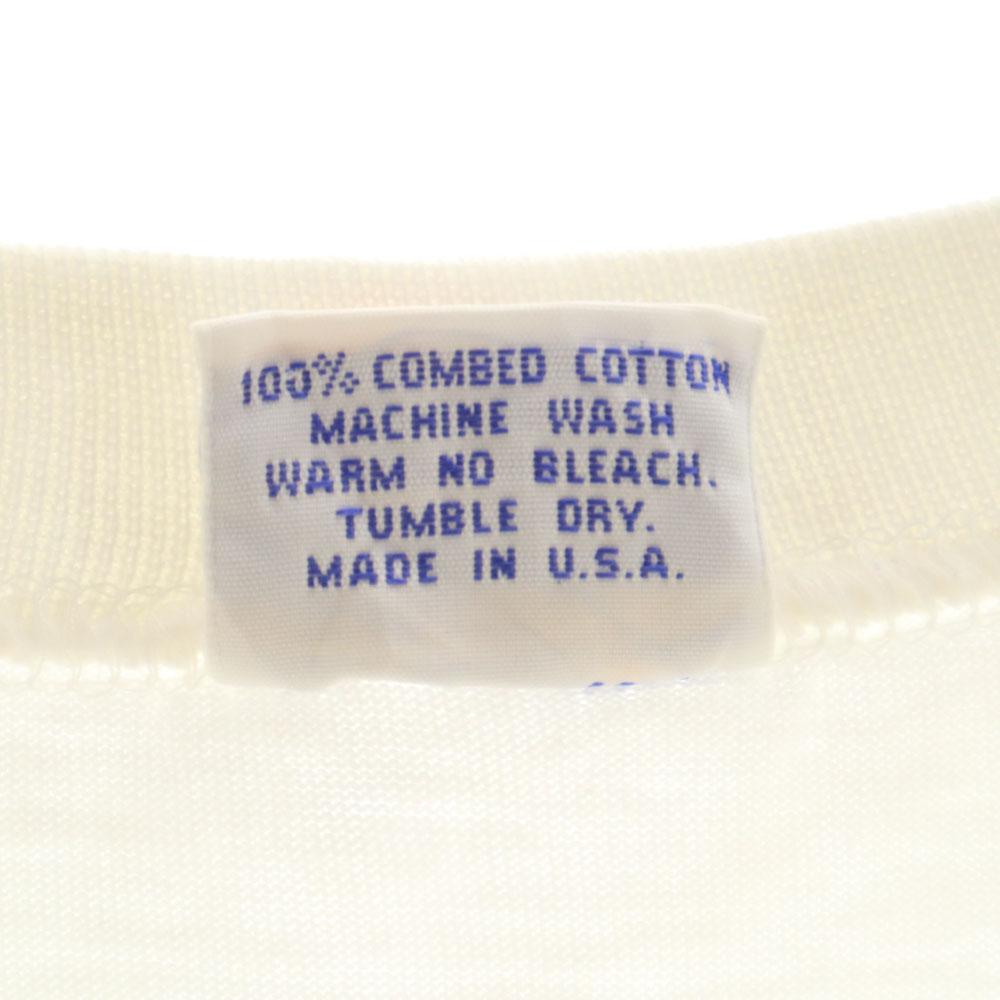 100% COMBED COTTON
MACHINE WASH
WARM NO BLEACH.
TUMBLE DRY.
MADE IN U.S.A.